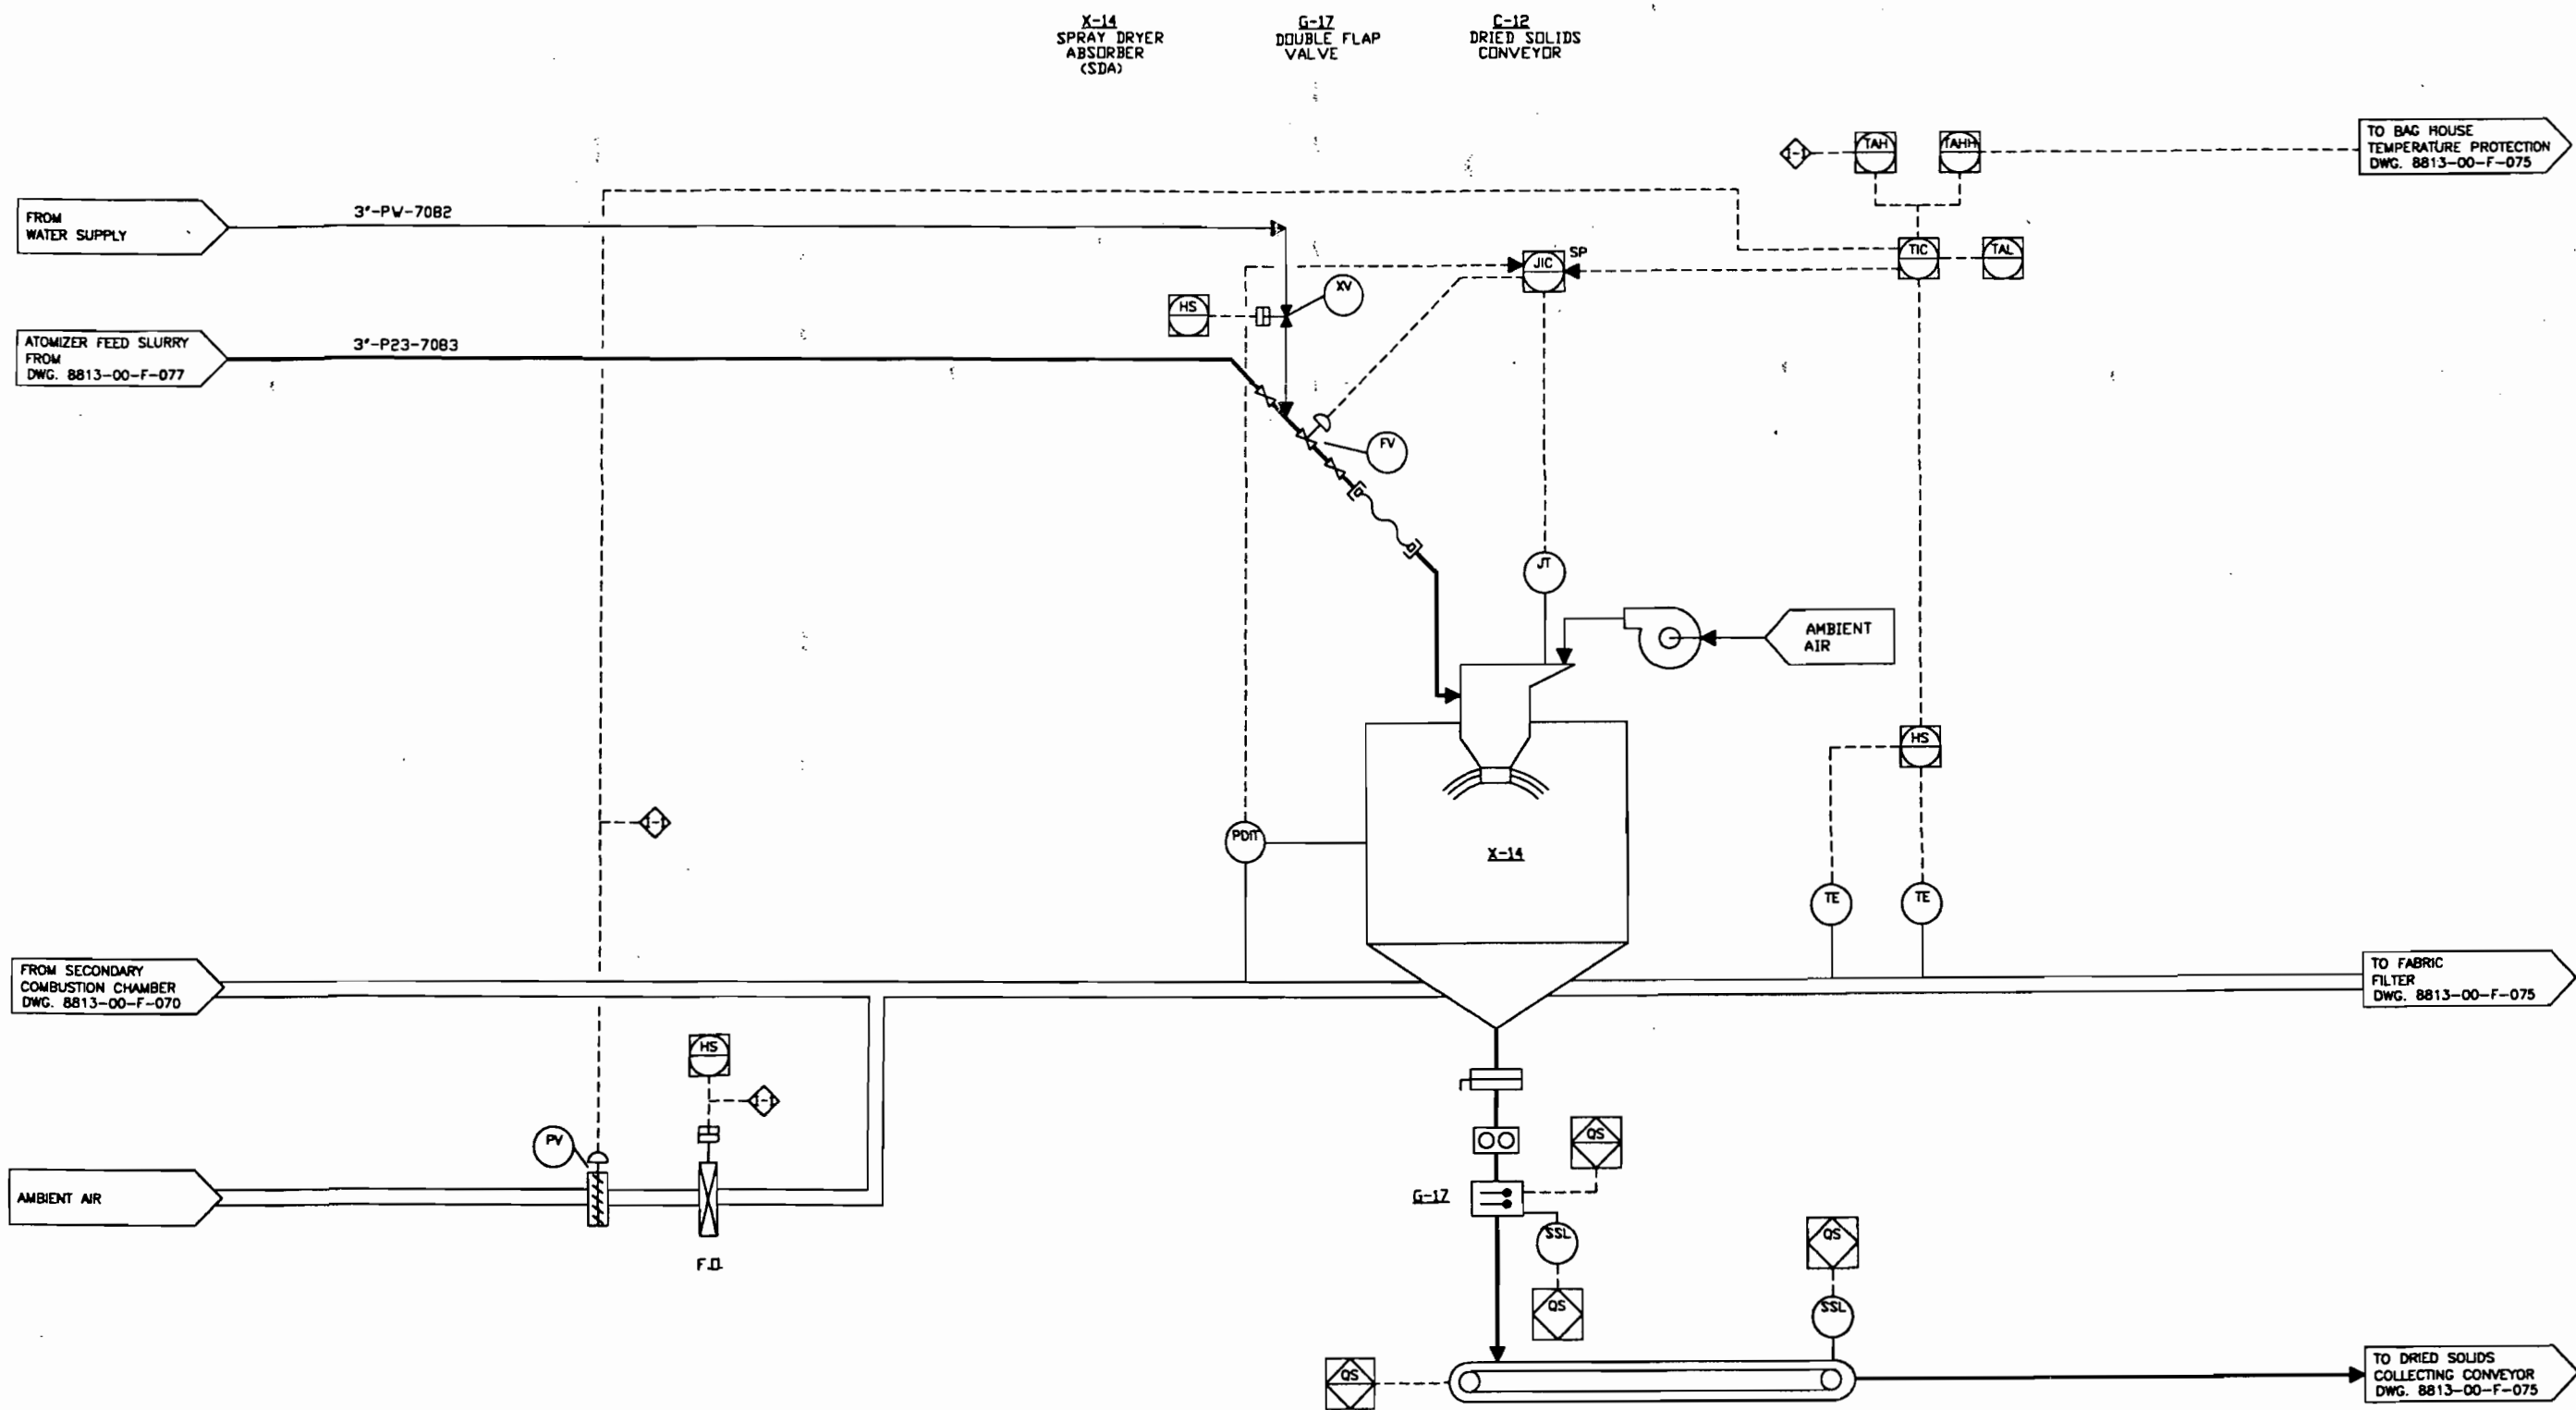 X-14
SPRAY DRYER
ABSORBER
(SDA)
G-17
DOUBLE FLAP
VALVE
C-12
DRIED SOLIDS
CONVEYOR
TO BAG HOUSE
TEMPERATURE PROTECTION
DWG. 8813-00-F-075
TAH
TAHH
I-1
FROM
WATER SUPPLY
3"-PW-7082
JIC
SP
TIC
TAL
HS
XV
ATOMIZER FEED SLURRY
FROM
DWG. 8813-00-F-077
3"-P23-7083
FV
JT
AMBIENT
AIR
HS
PDIT
X-14
TE
TE
FROM SECONDARY
COMBUSTION CHAMBER
DWG. 8813-00-F-070
TO FABRIC
FILTER
DWG. 8813-00-F-075
HS
PV
QS
AMBIENT AIR
G-17
F.O.
SSL
QS
QS
SSL
QS
TO DRIED SOLIDS
COLLECTING CONVEYOR
DWG. 8813-00-F-075